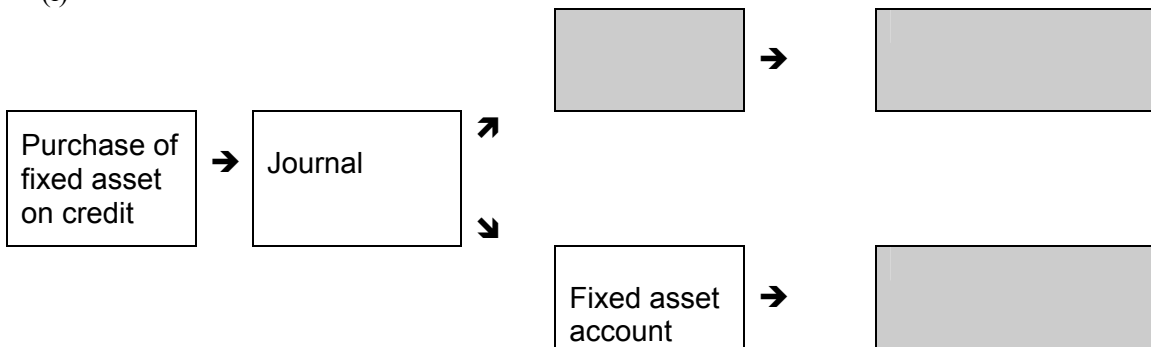 Purchase of
fixed asset
on credit
Journal
Fixed asset
account